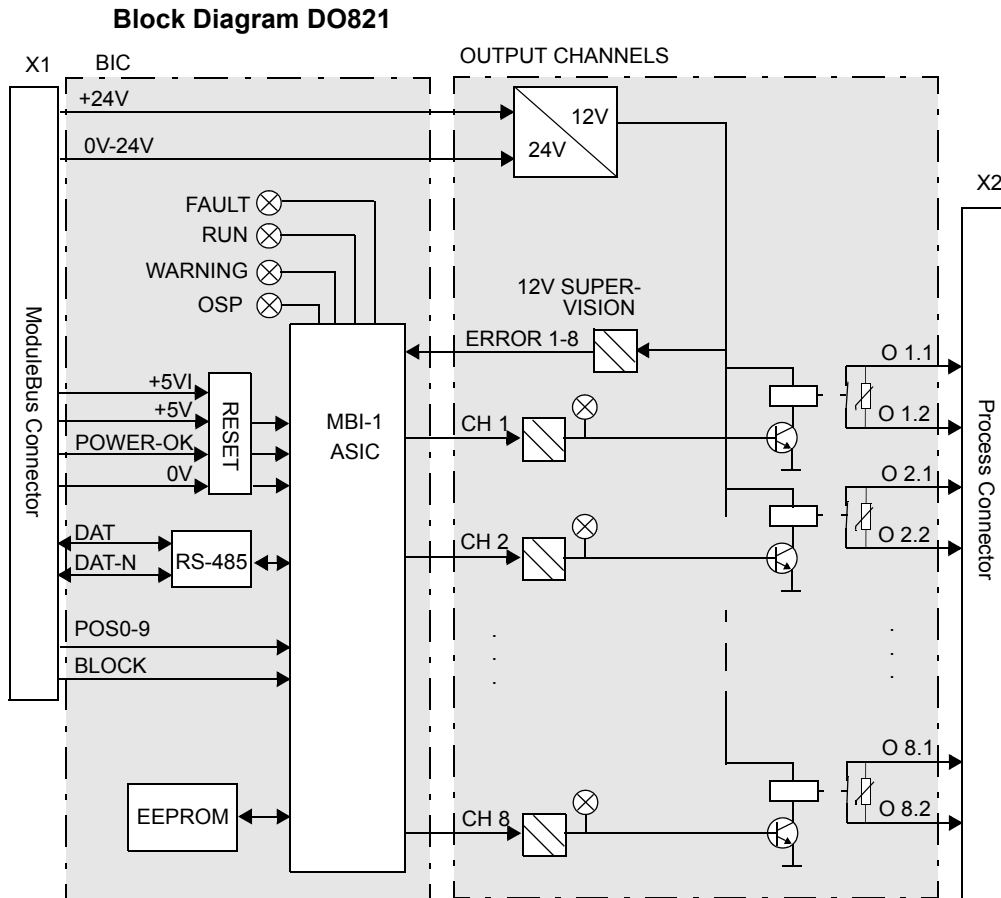 Block Diagram DO821
X1
BIC
OUTPUT CHANNELS
+24V
12V
0V-24V
24V
X2
FAULT
RUN
WARNING
OSP
12V SUPER-
VISION
ERROR 1-8
ModuleBus Connector
+5VI
+5V
POWER-OK
0V
RESET
MBI-1
ASIC
CH 1
O 1.1
O 1.2
Process Connector
DAT
DAT-N
RS-485
CH 2
O 2.1
O 2.2
POS0-9
BLOCK
EEPROM
CH 8
O 8.1
O 8.2